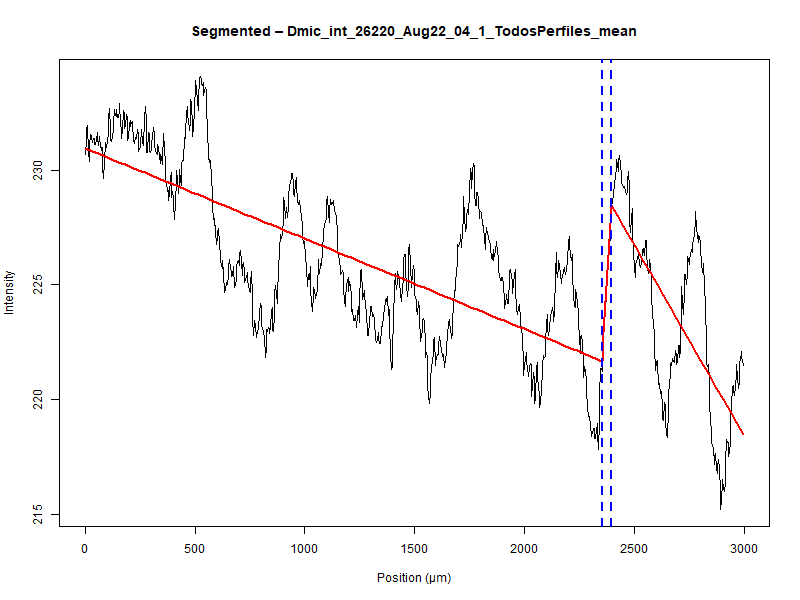 Segmented – Dmic_int_26220_Aug22_04_1_TodosPerfiles_mean
Intensity
230
225
220
215
0 500 1000 1500 2000 2500 3000
Position (µm)